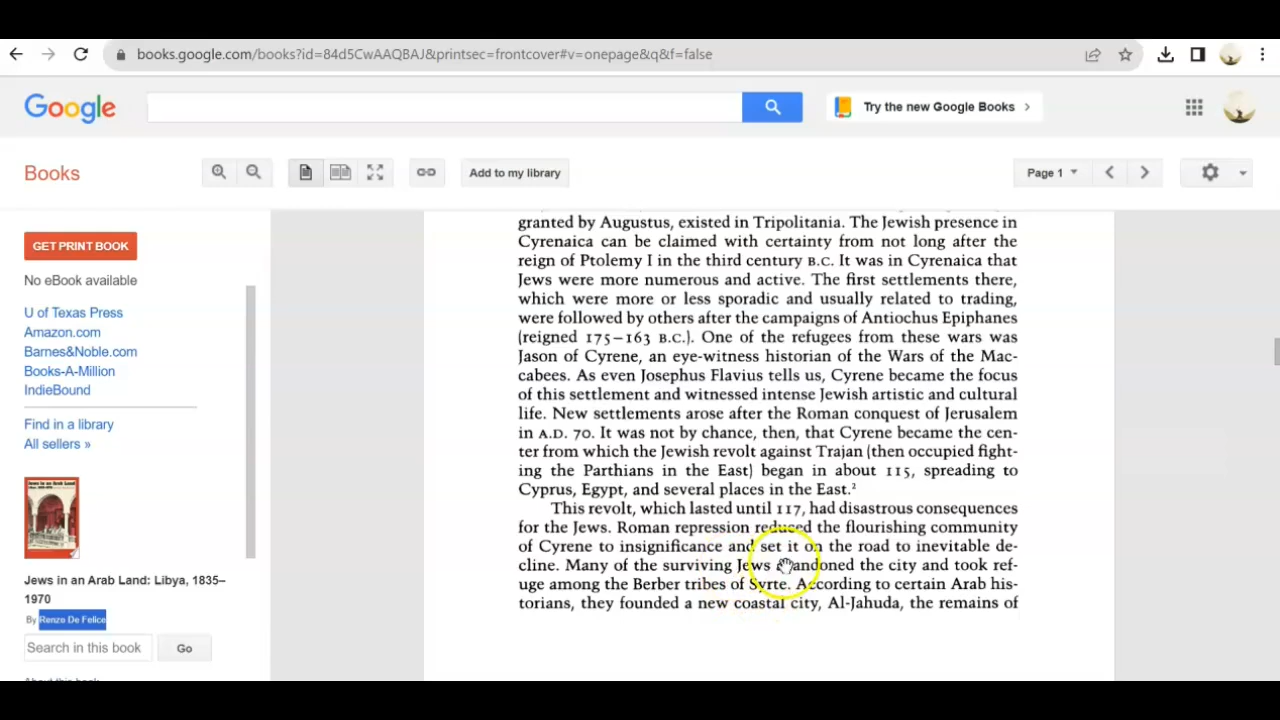 books.google.com/books?id=84d5CwAAQBAJ&printsec=frontcover#v=onepage&q&f=false
Google
Try the new Google Books
Books
Add to my library
Page 1
GET PRINT BOOK
No eBook available
U of Texas Press
Amazon.com
Barnes&Noble.com
Books-A-Million
IndieBound
Find in a library
All sellers »
Jews in an Arab Land: Libya, 1835–
1970
By Renzo De Felice
Search in this book
Go
About this book
granted by Augustus, existed in Tripolitania. The Jewish presence in
Cyrenaica can be claimed with certainty from not long after the
reign of Ptolemy I in the third century B.C. It was in Cyrenaica that
Jews were more numerous and active. The first settlements there,
which were more or less sporadic and usually related to trading,
were followed by others after the campaigns of Antiochus Epiphanes
(reigned 175–163 B.C.). One of the refugees from these wars was
Jason of Cyrene, an eye-witness historian of the Wars of the Mac-
cabees. As even Josephus Flavius tells us, Cyrene became the focus
of this settlement and witnessed intense Jewish artistic and cultural
life. New settlements arose after the Roman conquest of Jerusalem
in A.D. 70. It was not by chance, then, that Cyrene became the cen-
ter from which the Jewish revolt against Trajan (then occupied fight-
ing the Parthians in the East) began in about 115, spreading to
Cyprus, Egypt, and several places in the East.²
This revolt, which lasted until 117, had disastrous consequences
for the Jews. Roman repression reduced the flourishing community
of Cyrene to insignificance and set it on the road to inevitable de-
cline. Many of the surviving Jews abandoned the city and took ref-
uge among the Berber tribes of Syrte. According to certain Arab his-
torians, they founded a new coastal city, Al-Jahuda, the remains of